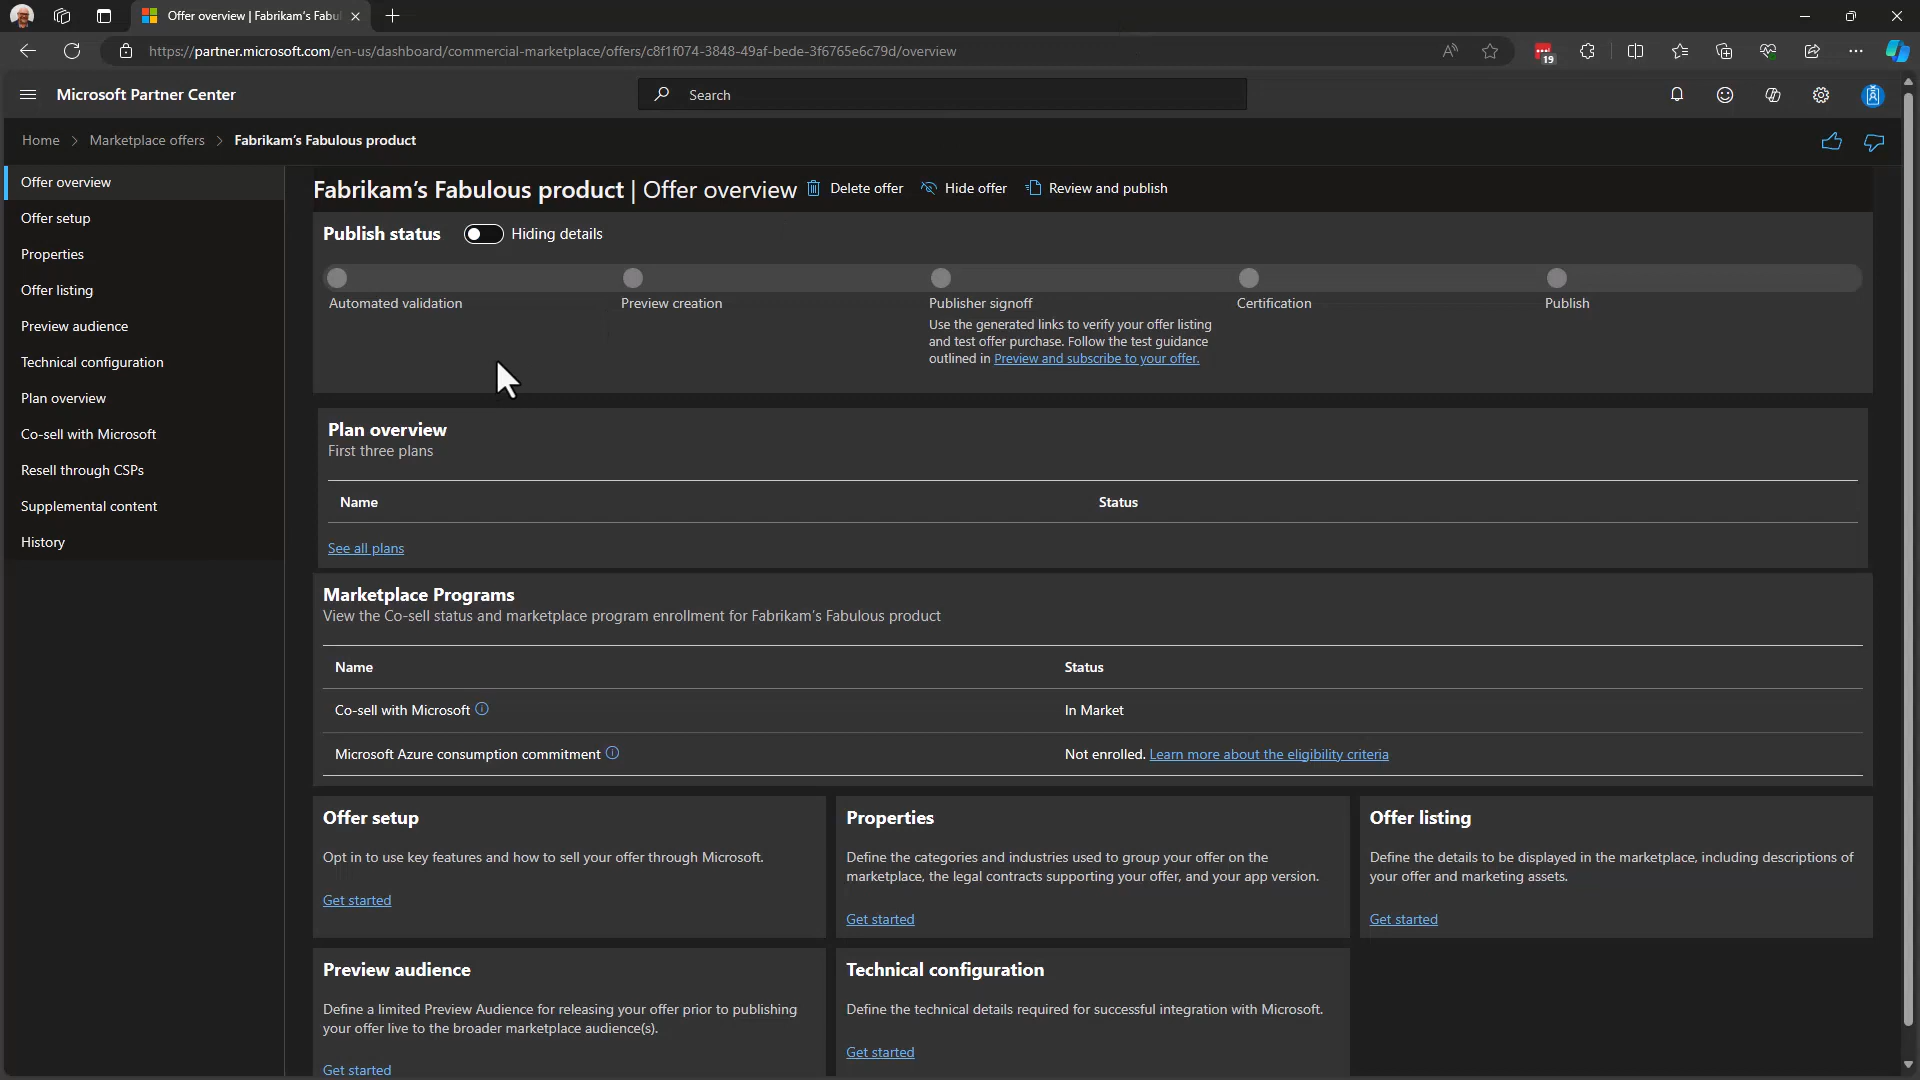 Offer overview | Fabrikam's Fabul
https://partner.microsoft.com/en-us/dashboard/commercial-marketplace/offers/c8f1f074-3848-49af-bede-3f6765e6c79d/overview
19
Microsoft Partner Center
Search
Home > Marketplace offers > Fabrikam's Fabulous product
Offer overview
Offer setup
Properties
Offer listing
Preview audience
Technical configuration
Plan overview
Co-sell with Microsoft
Resell through CSPs
Supplemental content
History
Fabrikam's Fabulous product | Offer overview
Delete offer
Hide offer
Review and publish
Publish status
Hiding details
Automated validation
Preview creation
Publisher signoff
Use the generated links to verify your offer listing
and test offer purchase. Follow the test guidance
outlined in Preview and subscribe to your offer.
Certification
Publish
Plan overview
First three plans
Name
Status
See all plans
Marketplace Programs
View the Co-sell status and marketplace program enrollment for Fabrikam's Fabulous product
Name
Status
Co-sell with Microsoft
In Market
Microsoft Azure consumption commitment
Not enrolled. Learn more about the eligibility criteria
Offer setup
Opt in to use key features and how to sell your offer through Microsoft.
Get started
Properties
Define the categories and industries used to group your offer on the
marketplace, the legal contracts supporting your offer, and your app version.
Get started
Offer listing
Define the details to be displayed in the marketplace, including descriptions of
your offer and marketing assets.
Get started
Preview audience
Define a limited Preview Audience for releasing your offer prior to publishing
your offer live to the broader marketplace audience(s).
Get started
Technical configuration
Define the technical details required for successful integration with Microsoft.
Get started